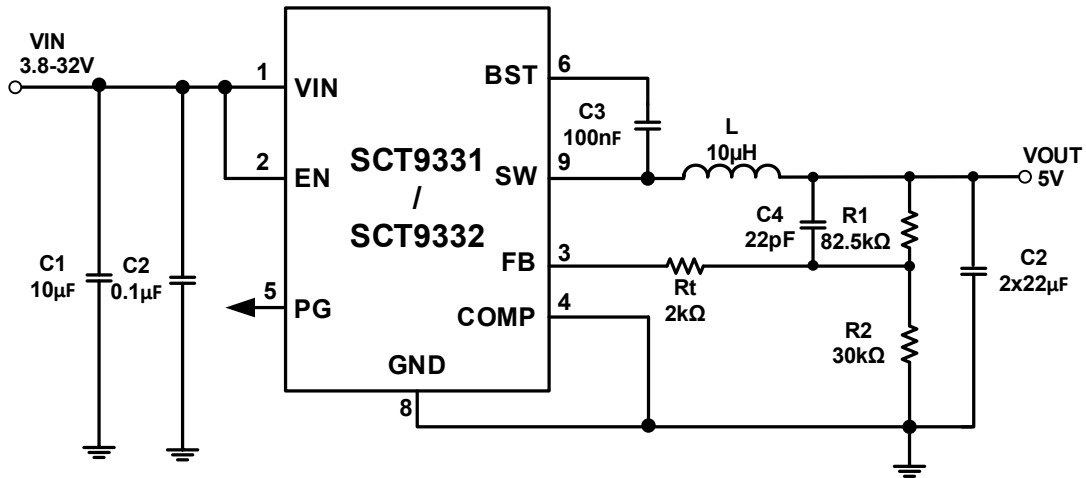 VIN
3.8-32V
1
VIN
2
EN
SCT9331
/
SCT9332
BST
6
C3
100nF
SW
9
L
10µH
VOUT
5V
C4
22pF
R1
82.5kΩ
FB
3
Rt
2kΩ
C2
2x22µF
C1
10µF
C2
0.1µF
5
PG
COMP
4
R2
30kΩ
GND
8